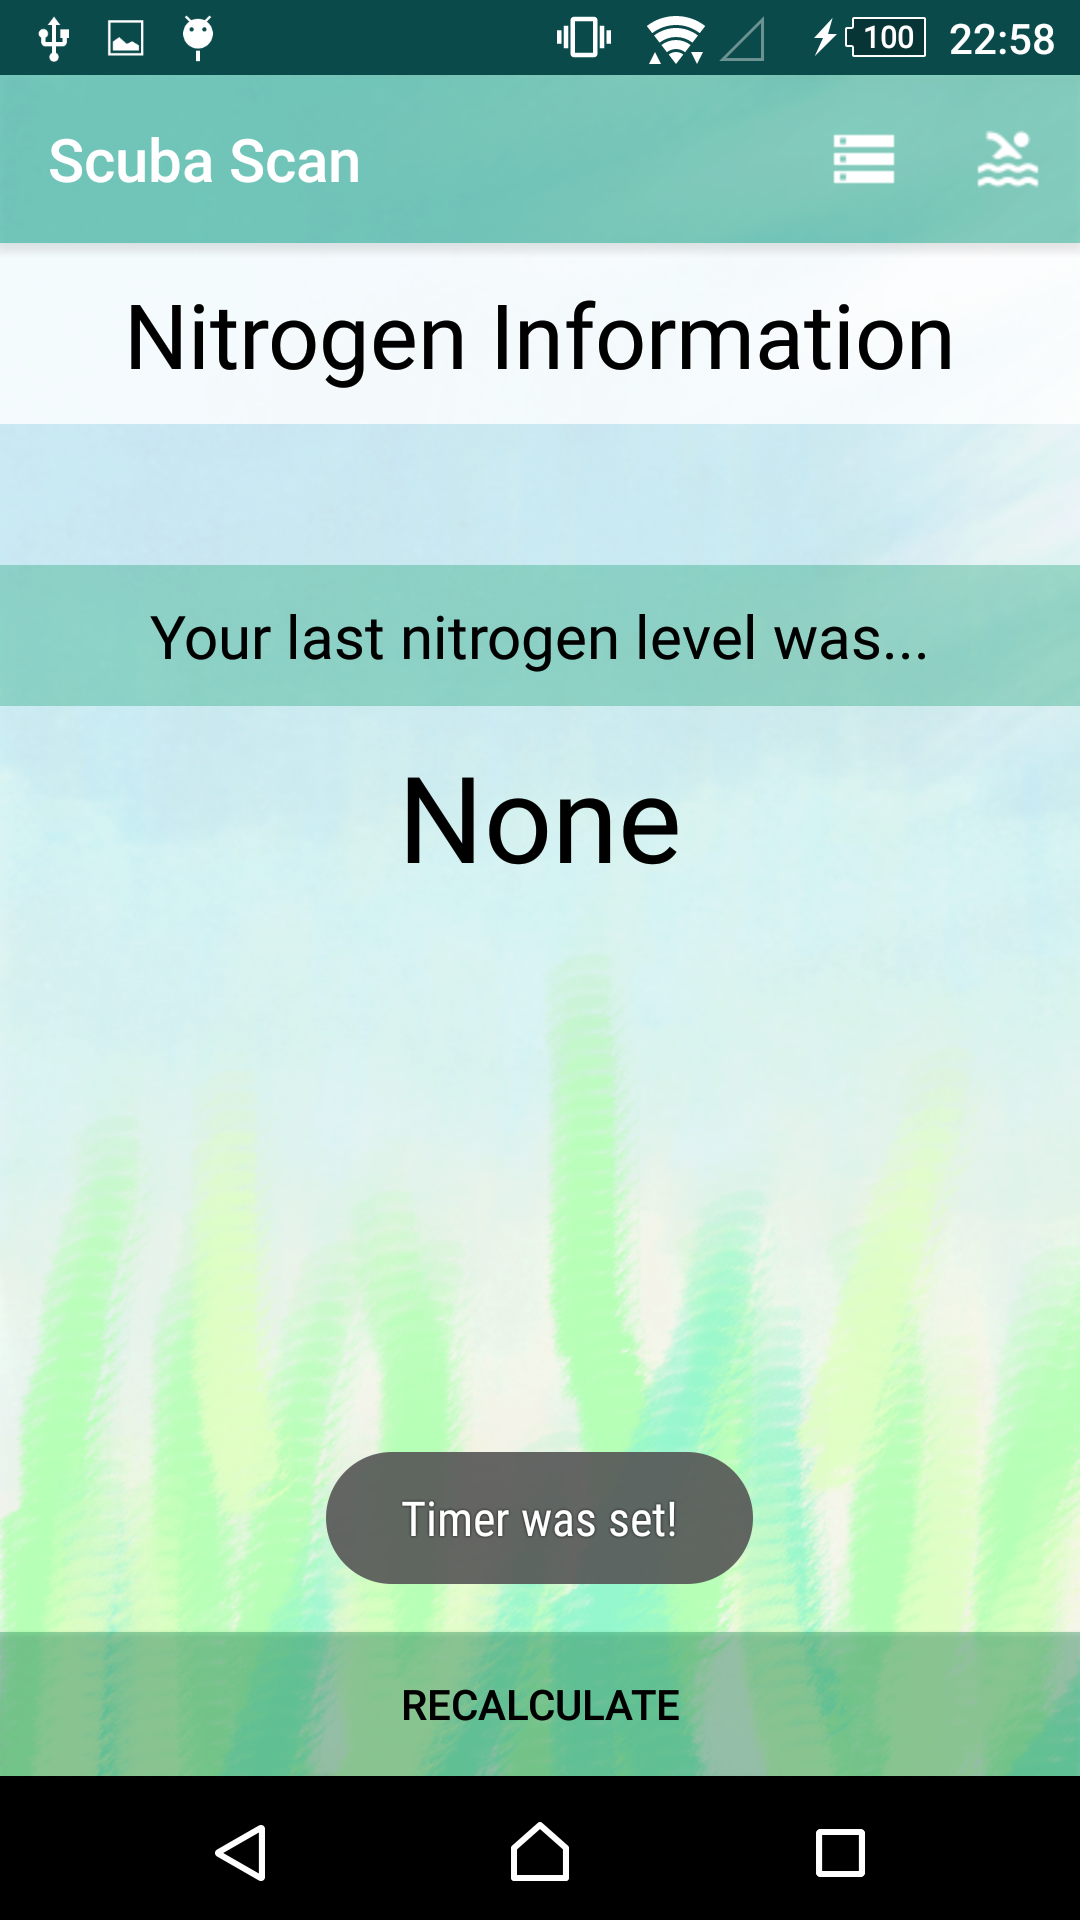 100 22:58
Scuba Scan
Nitrogen Information
Your last nitrogen level was...
None
Timer was set!
RECALCULATE